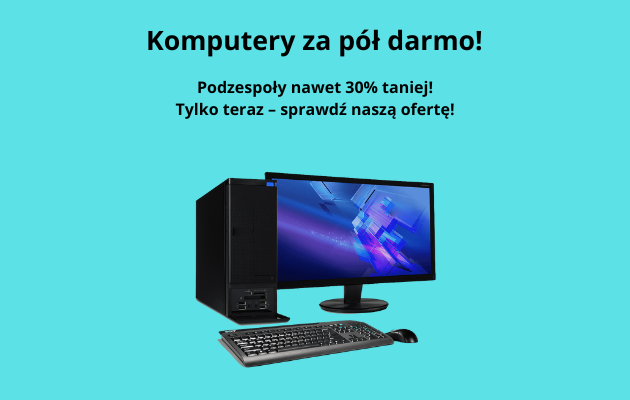 Komputery za pół darmo!
Podzespoły nawet 30% taniej!
Tylko teraz – sprawdź naszą ofertę!